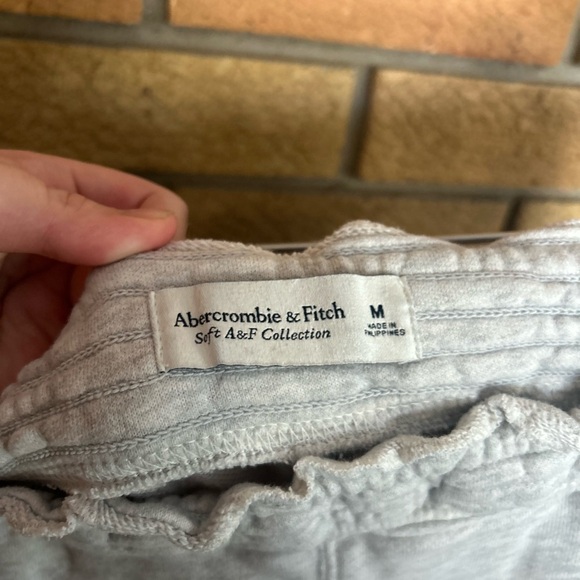 Abercrombie & Fitch
Soft A&F Collection
M
MADE IN
PHILIPPINES